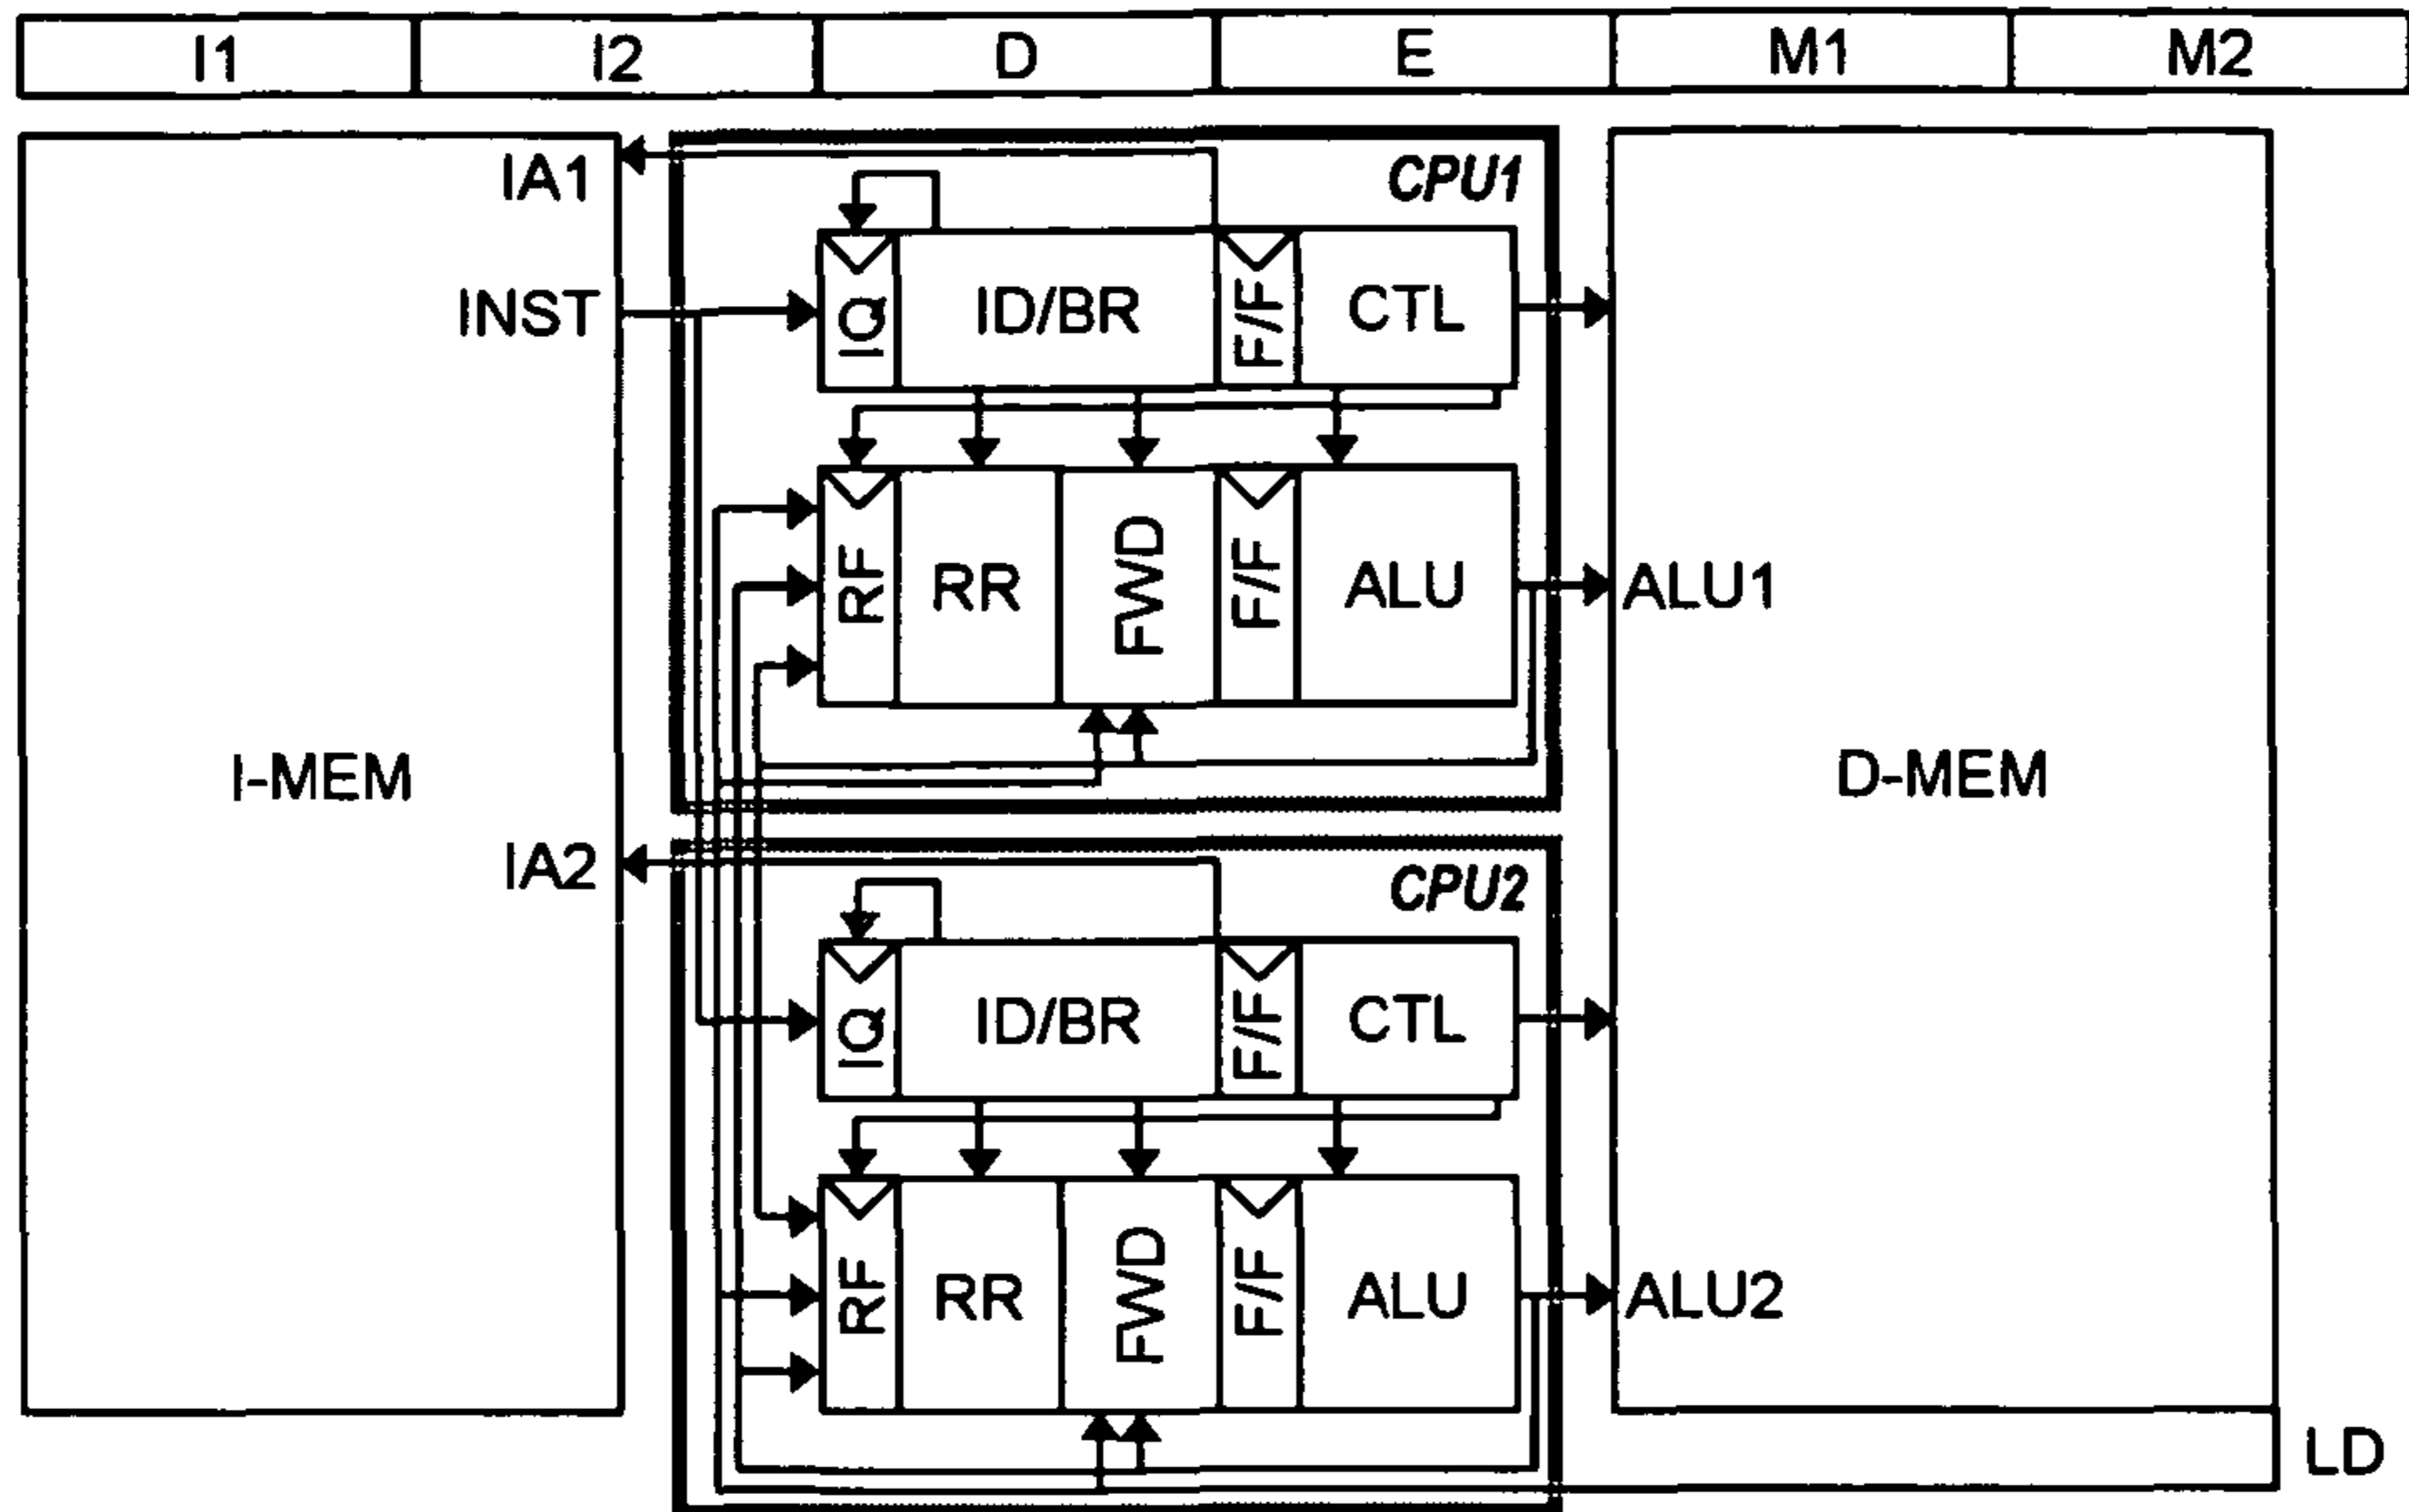 I1 I2 D E M1 M2
IA1
CPU1
INST
IQ ID/BR F/F CTL
RF RR FWD F/F ALU
ALU1
I-MEM
D-MEM
IA2
CPU2
IQ ID/BR F/F CTL
RF RR FWD F/F ALU
ALU2
LD